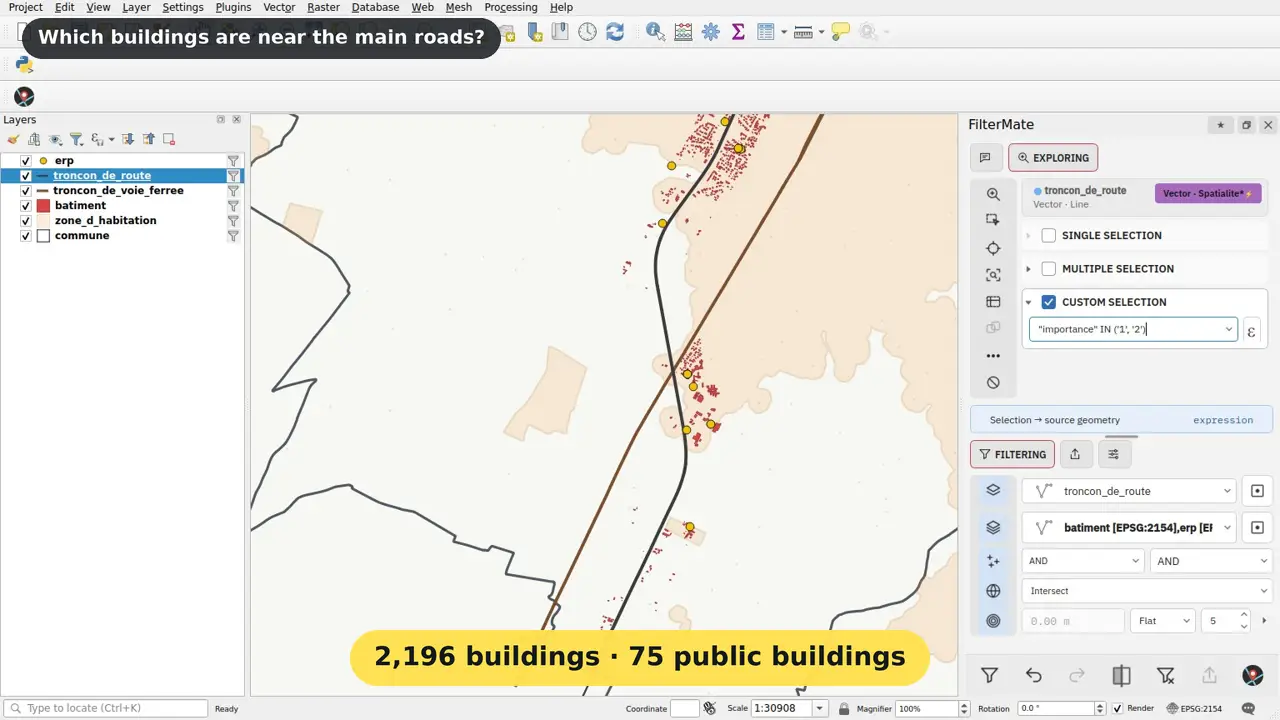 Project Edit View Layer Settings Plugins Vector Raster Database Web Mesh Processing Help
Which buildings are near the main roads?
Layers
erp
troncon_de_route
troncon_de_voie_ferree
batiment
zone_d_habitation
commune
FilterMate
EXPLORING
troncon_de_route
Vector · Line
Vector · Spatialite*⚡
SINGLE SELECTION
MULTIPLE SELECTION
CUSTOM SELECTION
"importance" IN ('1', '2')
ε
Selection → source geometry expression
FILTERING
troncon_de_route
batiment [EPSG:2154],erp [EF
AND AND
Intersect
0.00 m Flat 5
2,196 buildings · 75 public buildings
Type to locate (Ctrl+K) Ready Coordinate Scale 1:30908 Magnifier 100% Rotation 0.0 ° Render EPSG:2154